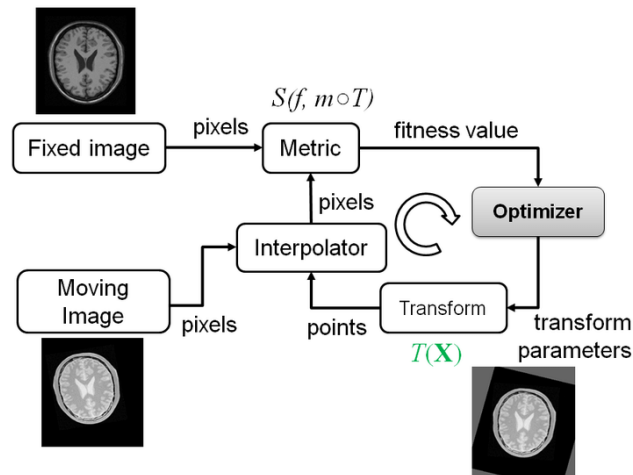 S(f, m○T)
pixels
fitness value
Fixed image
Metric
pixels
Optimizer
Interpolator
Moving
Image
Transform
pixels
points
transform
parameters
T(X)